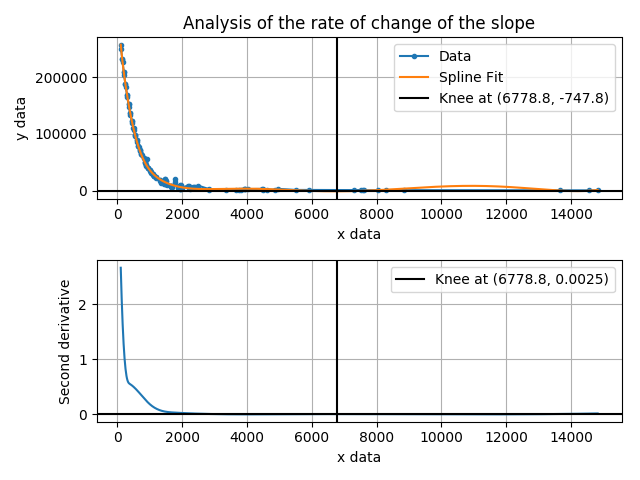 Analysis of the rate of change of the slope
200000
100000
0
y data
Data
Spline Fit
Knee at (6778.8, -747.8)
0 2000 4000 6000 8000 10000 12000 14000
x data
2
1
0
Second derivative
Knee at (6778.8, 0.0025)
0 2000 4000 6000 8000 10000 12000 14000
x data